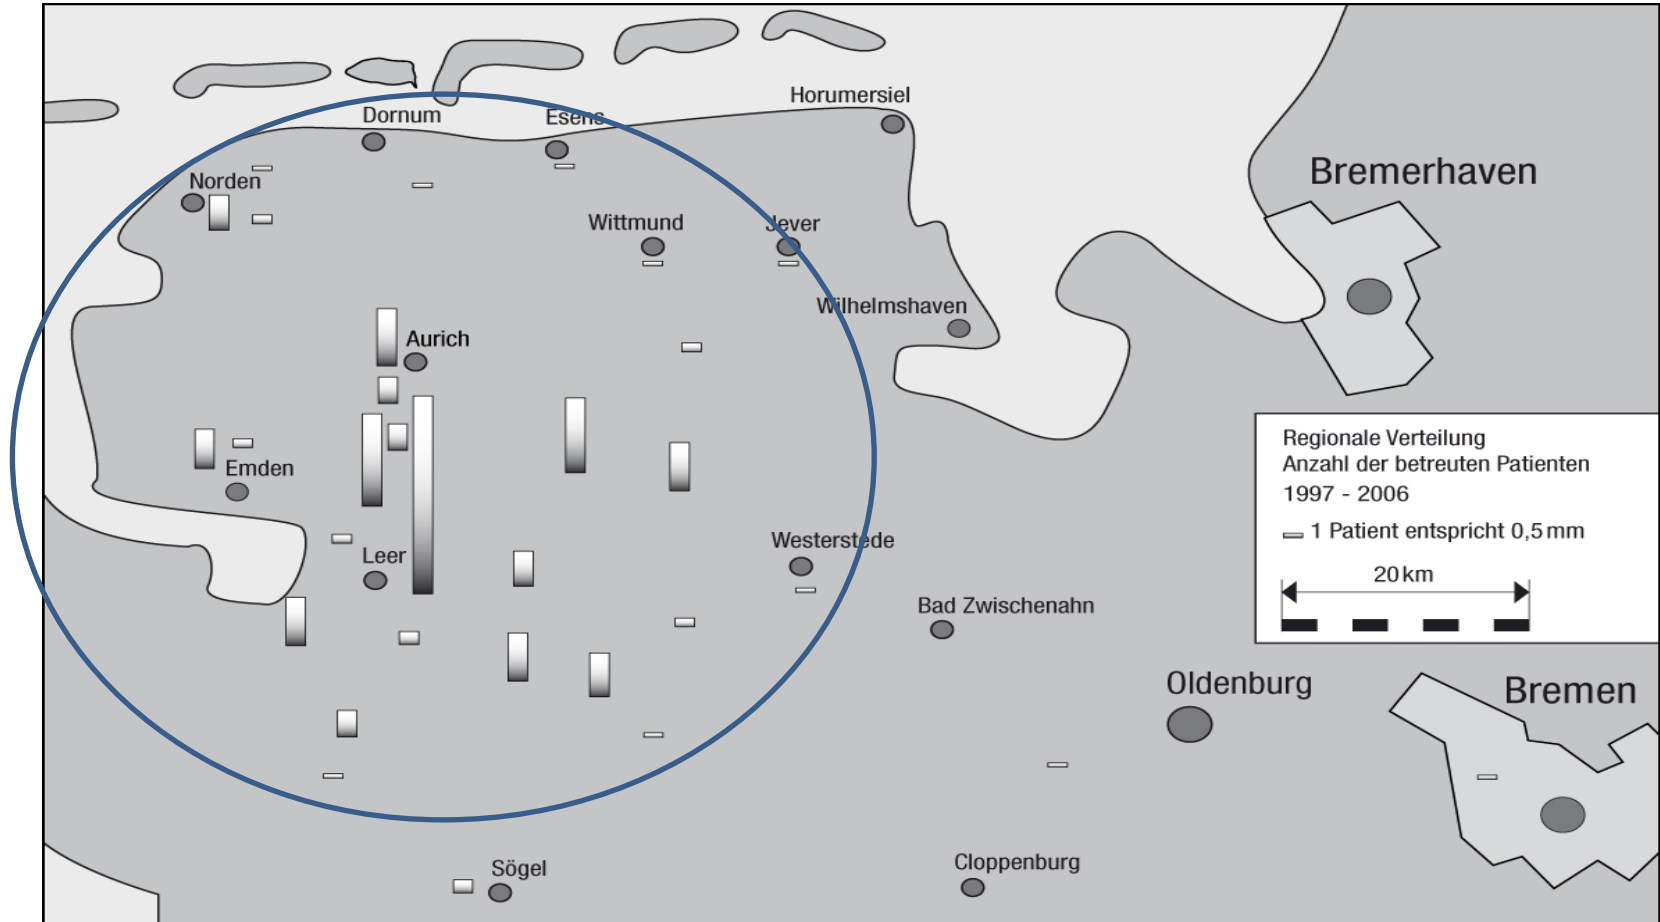 Horumersiel
Dornum
Esens
Bremerhaven
Norden
Wittmund
Jever
Wilhelmshaven
Aurich
Regionale Verteilung
Anzahl der betreuten Patienten
1997 - 2006
1 Patient entspricht 0,5 mm
20 km
Emden
Westerstede
Leer
Bad Zwischenahn
Oldenburg
Bremen
Sögel
Cloppenburg